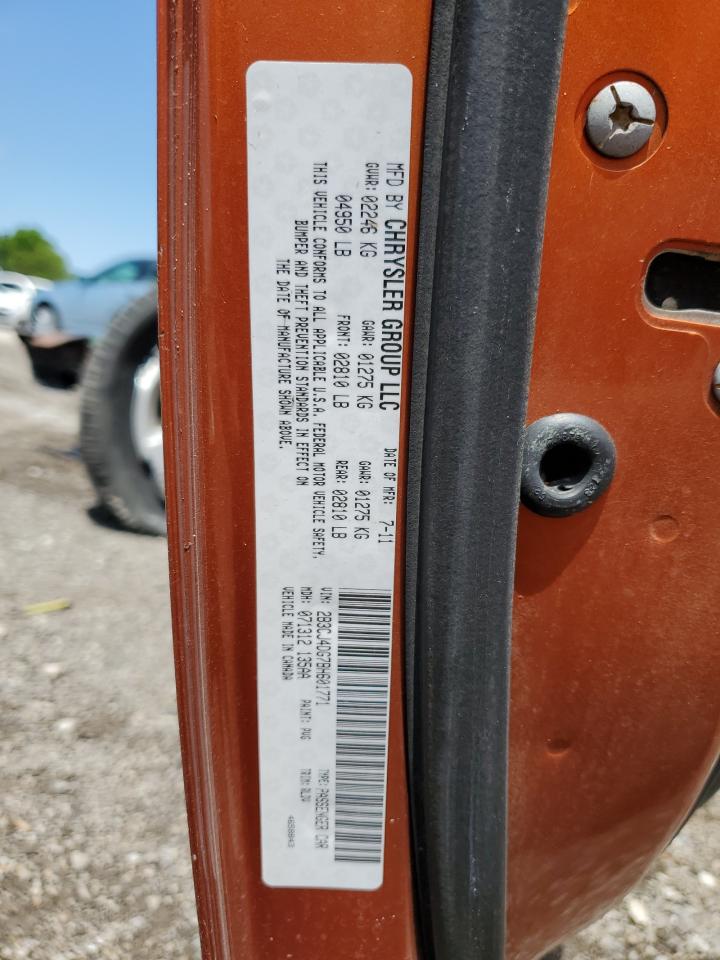 MFD BY CHRYSLER GROUP LLC DATE OF MFR: 7-11
GVWR: 02246 KG GAWR: 01275 KG GAWR: 01275 KG
04950 LB FRONT: 02810 LB REAR: 02810 LB
THIS VEHICLE CONFORMS TO ALL APPLICABLE U.S.A. FEDERAL MOTOR VEHICLE SAFETY,
BUMPER AND THEFT PREVENTION STANDARDS IN EFFECT ON
THE DATE OF MANUFACTURE SHOWN ABOVE.
VIN: 2B3CJ4DG7BH601771 TYPE: PASSENGER CAR
MDH: 071312 135AA PAINT: PVG TRIM:
VEHICLE MADE IN CANADA